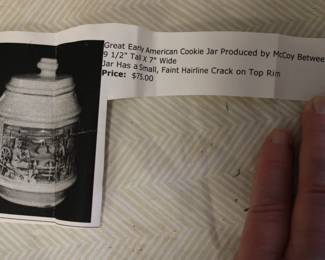 Great Early American Cookie Jar Produced by McCoy Betwee
9 1/2" Tall X 7" Wide
Jar Has a Small, Faint Hairline Crack on Top Rim
Price: $75.00